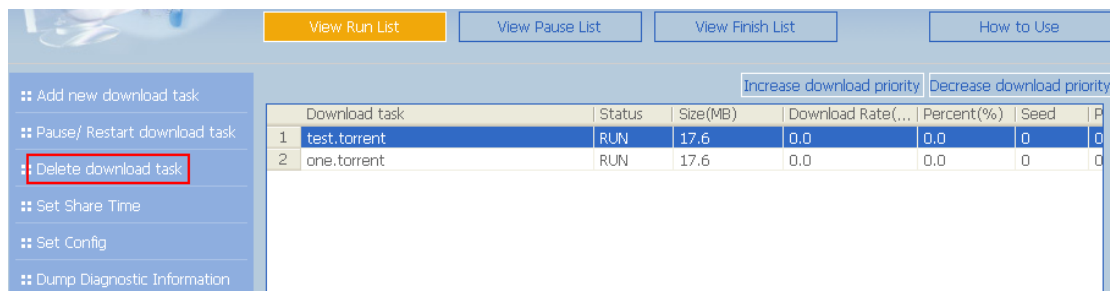 View Run List View Pause List View Finish List How to Use
Increase download priority Decrease download priority
Add new download task
Pause/ Restart download task
Delete download task
Set Share Time
Set Config
Dump Diagnostic Information
Download task Status Size(MB) Download Rate(... Percent(%) Seed P
1 test.torrent RUN 17.6 0.0 0.0 0 0
2 one.torrent RUN 17.6 0.0 0.0 0 0